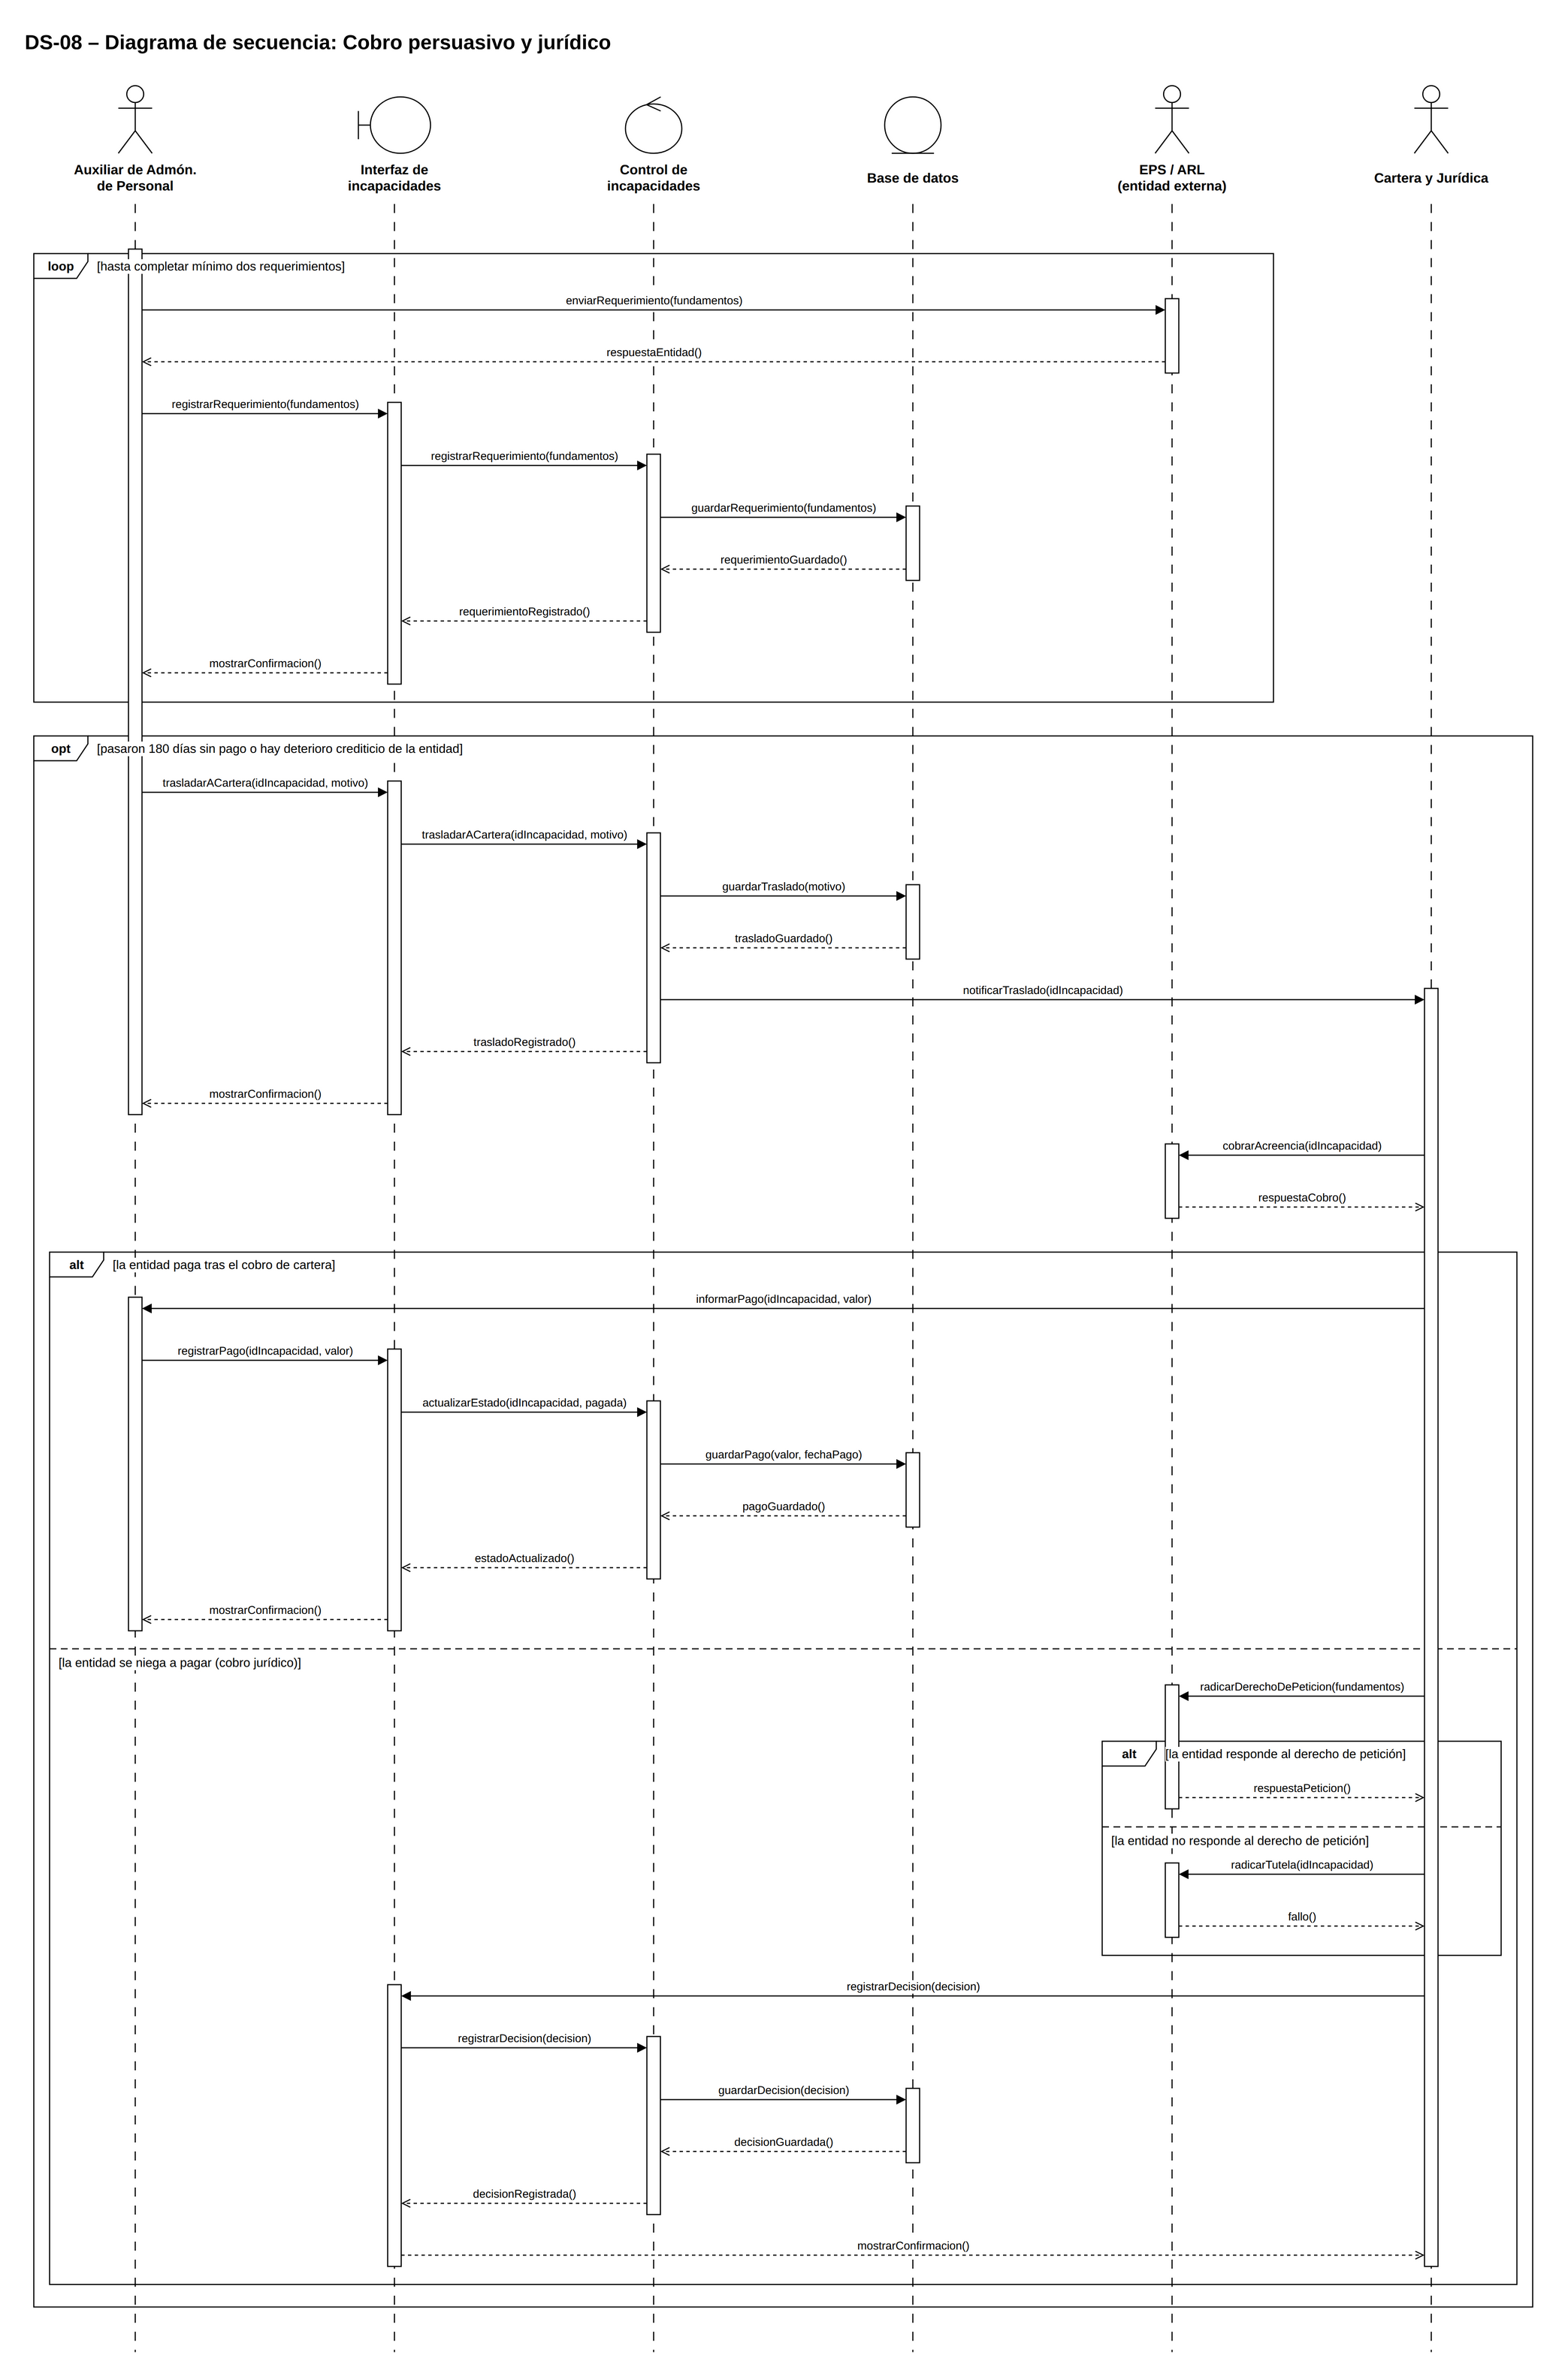 DS-08 – Diagrama de secuencia: Cobro persuasivo y jurídico
Auxiliar de Admón.
de Personal
Interfaz de
incapacidades
Control de
incapacidades
Base de datos
EPS / ARL
(entidad externa)
Cartera y Jurídica
loop
[hasta completar mínimo dos requerimientos]
enviarRequerimiento(fundamentos)
respuestaEntidad()
registrarRequerimiento(fundamentos)
registrarRequerimiento(fundamentos)
guardarRequerimiento(fundamentos)
requerimientoGuardado()
requerimientoRegistrado()
mostrarConfirmacion()
opt
[pasaron 180 días sin pago o hay deterioro crediticio de la entidad]
trasladarACartera(idIncapacidad, motivo)
trasladarACartera(idIncapacidad, motivo)
guardarTraslado(motivo)
trasladoGuardado()
notificarTraslado(idIncapacidad)
trasladoRegistrado()
mostrarConfirmacion()
cobrarAcreencia(idIncapacidad)
respuestaCobro()
alt
[la entidad paga tras el cobro de cartera]
informarPago(idIncapacidad, valor)
registrarPago(idIncapacidad, valor)
actualizarEstado(idIncapacidad, pagada)
guardarPago(valor, fechaPago)
pagoGuardado()
estadoActualizado()
mostrarConfirmacion()
[la entidad se niega a pagar (cobro jurídico)]
radicarDerechoDePeticion(fundamentos)
alt
[la entidad responde al derecho de petición]
respuestaPeticion()
[la entidad no responde al derecho de petición]
radicarTutela(idIncapacidad)
fallo()
registrarDecision(decision)
registrarDecision(decision)
guardarDecision(decision)
decisionGuardada()
decisionRegistrada()
mostrarConfirmacion()